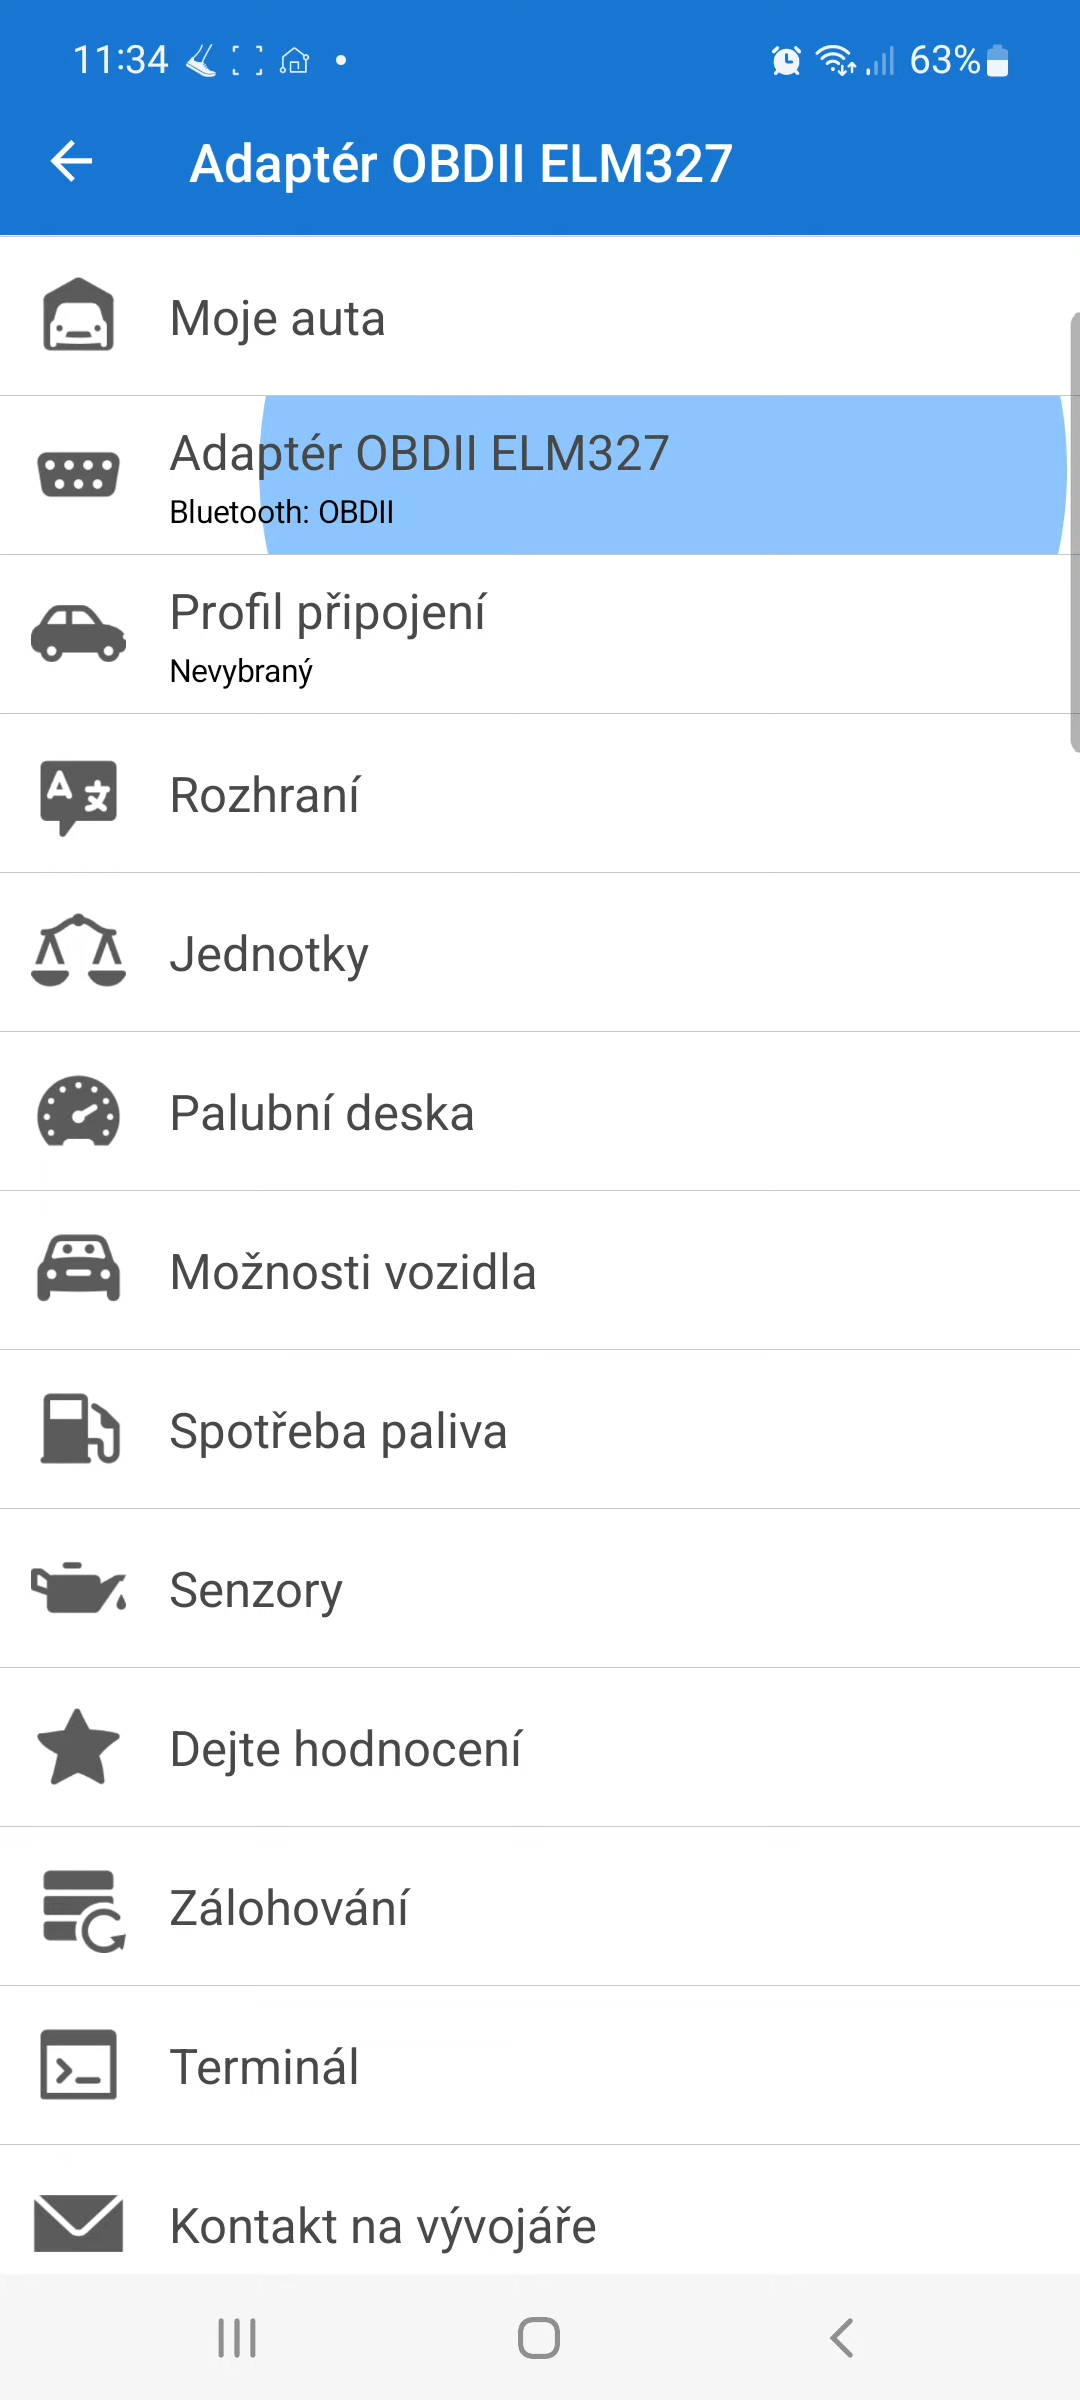 11:34
63%
Adaptér OBDII ELM327
Moje auta
Adaptér OBDII ELM327
Bluetooth: OBDII
Profil připojení
Nevybraný
Rozhraní
Jednotky
Palubní deska
Možnosti vozidla
Spotřeba paliva
Senzory
Dejte hodnocení
Zálohování
Terminál
Kontakt na vývojáře